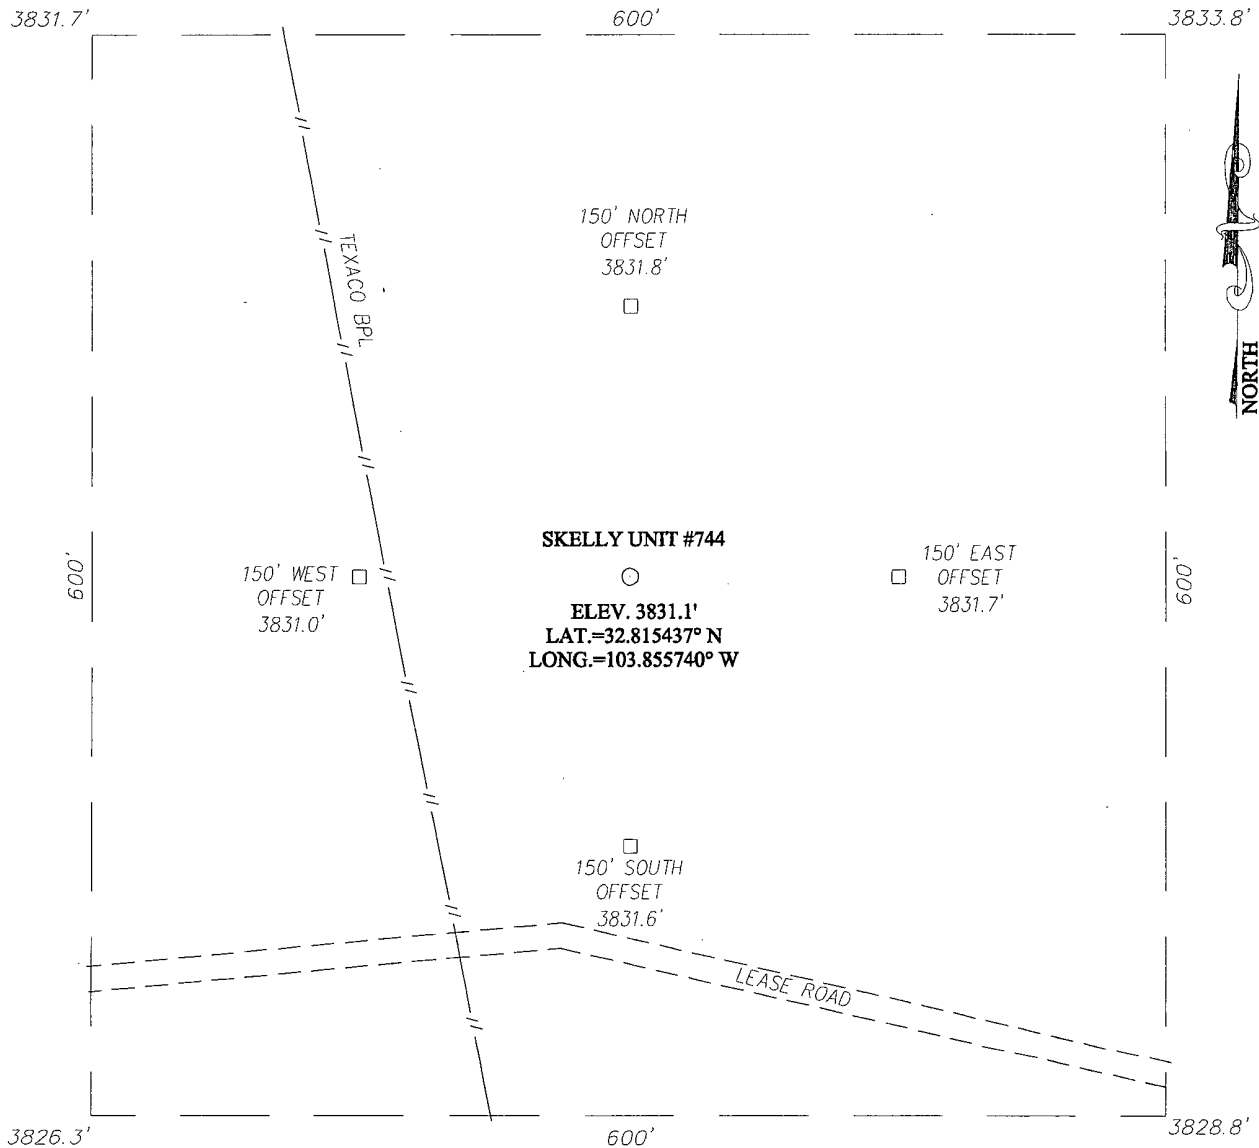 3831.7'
600'
3833.8'
150' NORTH
OFFSET
3831.8'
TEXACO BPL
NORTH
SKELLY UNIT #744
600'
150' WEST
OFFSET
3831.0'
150' EAST
OFFSET
3831.7'
600'
ELEV. 3831.1'
LAT.=32.815437° N
LONG.=103.855740° W
150' SOUTH
OFFSET
3831.6'
LEASE ROAD
3826.3'
600'
3828.8'